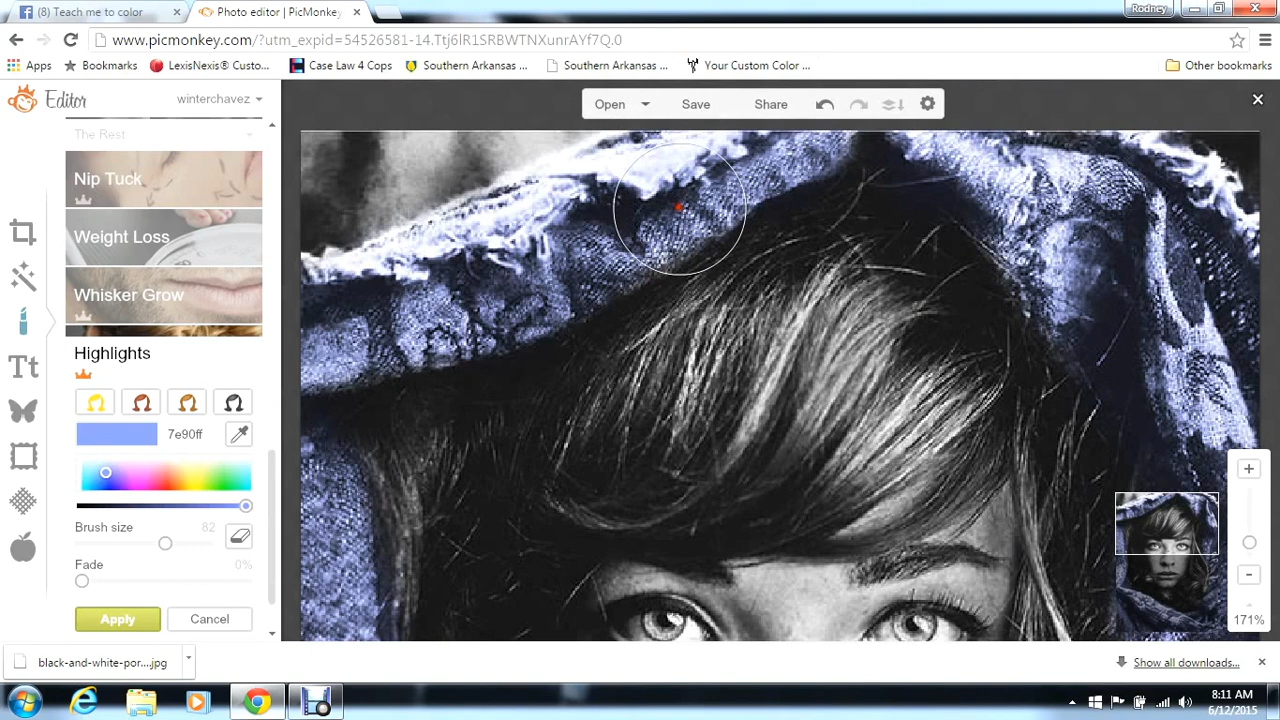 (8) Teach me to color
Photo editor | PicMonkey
Rodney
www.picmonkey.com/?utm_expid=54526581-14.Ttj6lR1SRBWTNXunrAYf7Q.0
Apps Bookmarks LexisNexis® Custo... Case Law 4 Cops Southern Arkansas ... Southern Arkansas ... Your Custom Color ... Other bookmarks
Editor winterchavez
Open Save Share
The Rest
Nip Tuck
Weight Loss
Whisker Grow
Highlights
7e90ff
Brush size 82
Fade 0%
Apply Cancel
171%
black-and-white-por....jpg
Show all downloads...
8:11 AM
6/12/2015